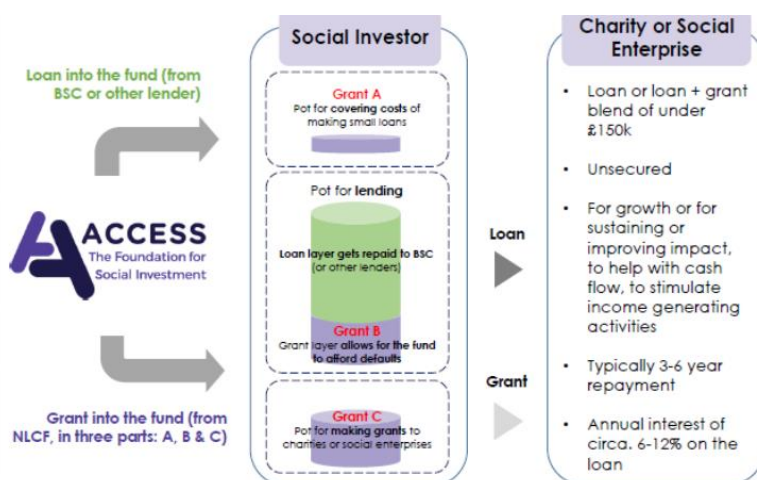 Loan into the fund (from
BSC or other lender)
ACCESS
The Foundation for
Social Investment
Grant into the fund (from
NLCF, in three parts: A, B & C)
Social Investor
Grant A
Pot for covering costs of
making small loans
Pot for lending
Loan layer gets repaid to BSC
(or other lenders)
Grant B
Grant layer allows for the fund
to afford defaults
Grant C
Pot for making grants to
charities or social enterprises
Loan
Grant
Charity or Social
Enterprise
• Loan or loan + grant
blend of under
£150k
• Unsecured
• For growth or for
sustaining or
improving impact,
to help with cash
flow, to stimulate
income generating
activities
• Typically 3-6 year
repayment
• Annual interest of
circa. 6-12% on the
loan